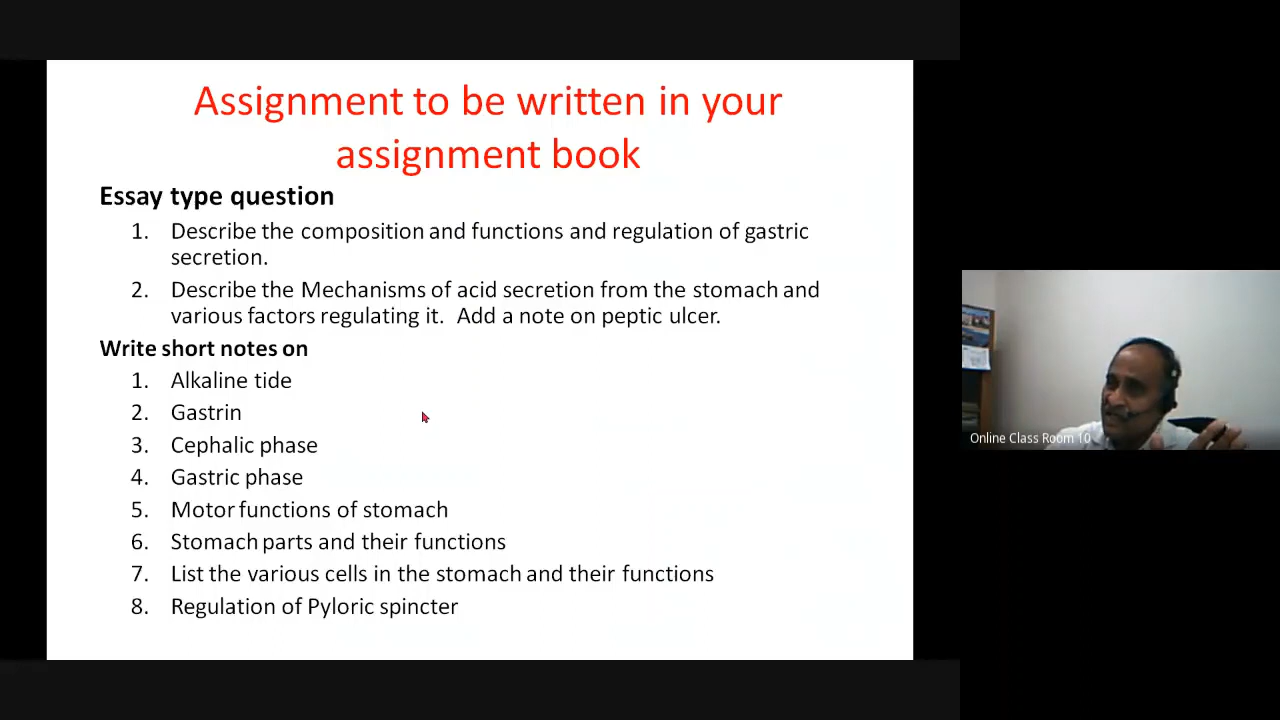 Assignment to be written in your
assignment book
Essay type question
1. Describe the composition and functions and regulation of gastric
secretion.
2. Describe the Mechanisms of acid secretion from the stomach and
various factors regulating it. Add a note on peptic ulcer.
Write short notes on
1. Alkaline tide
2. Gastrin
3. Cephalic phase
4. Gastric phase
5. Motor functions of stomach
6. Stomach parts and their functions
7. List the various cells in the stomach and their functions
8. Regulation of Pyloric spincter
Online Class Room 10